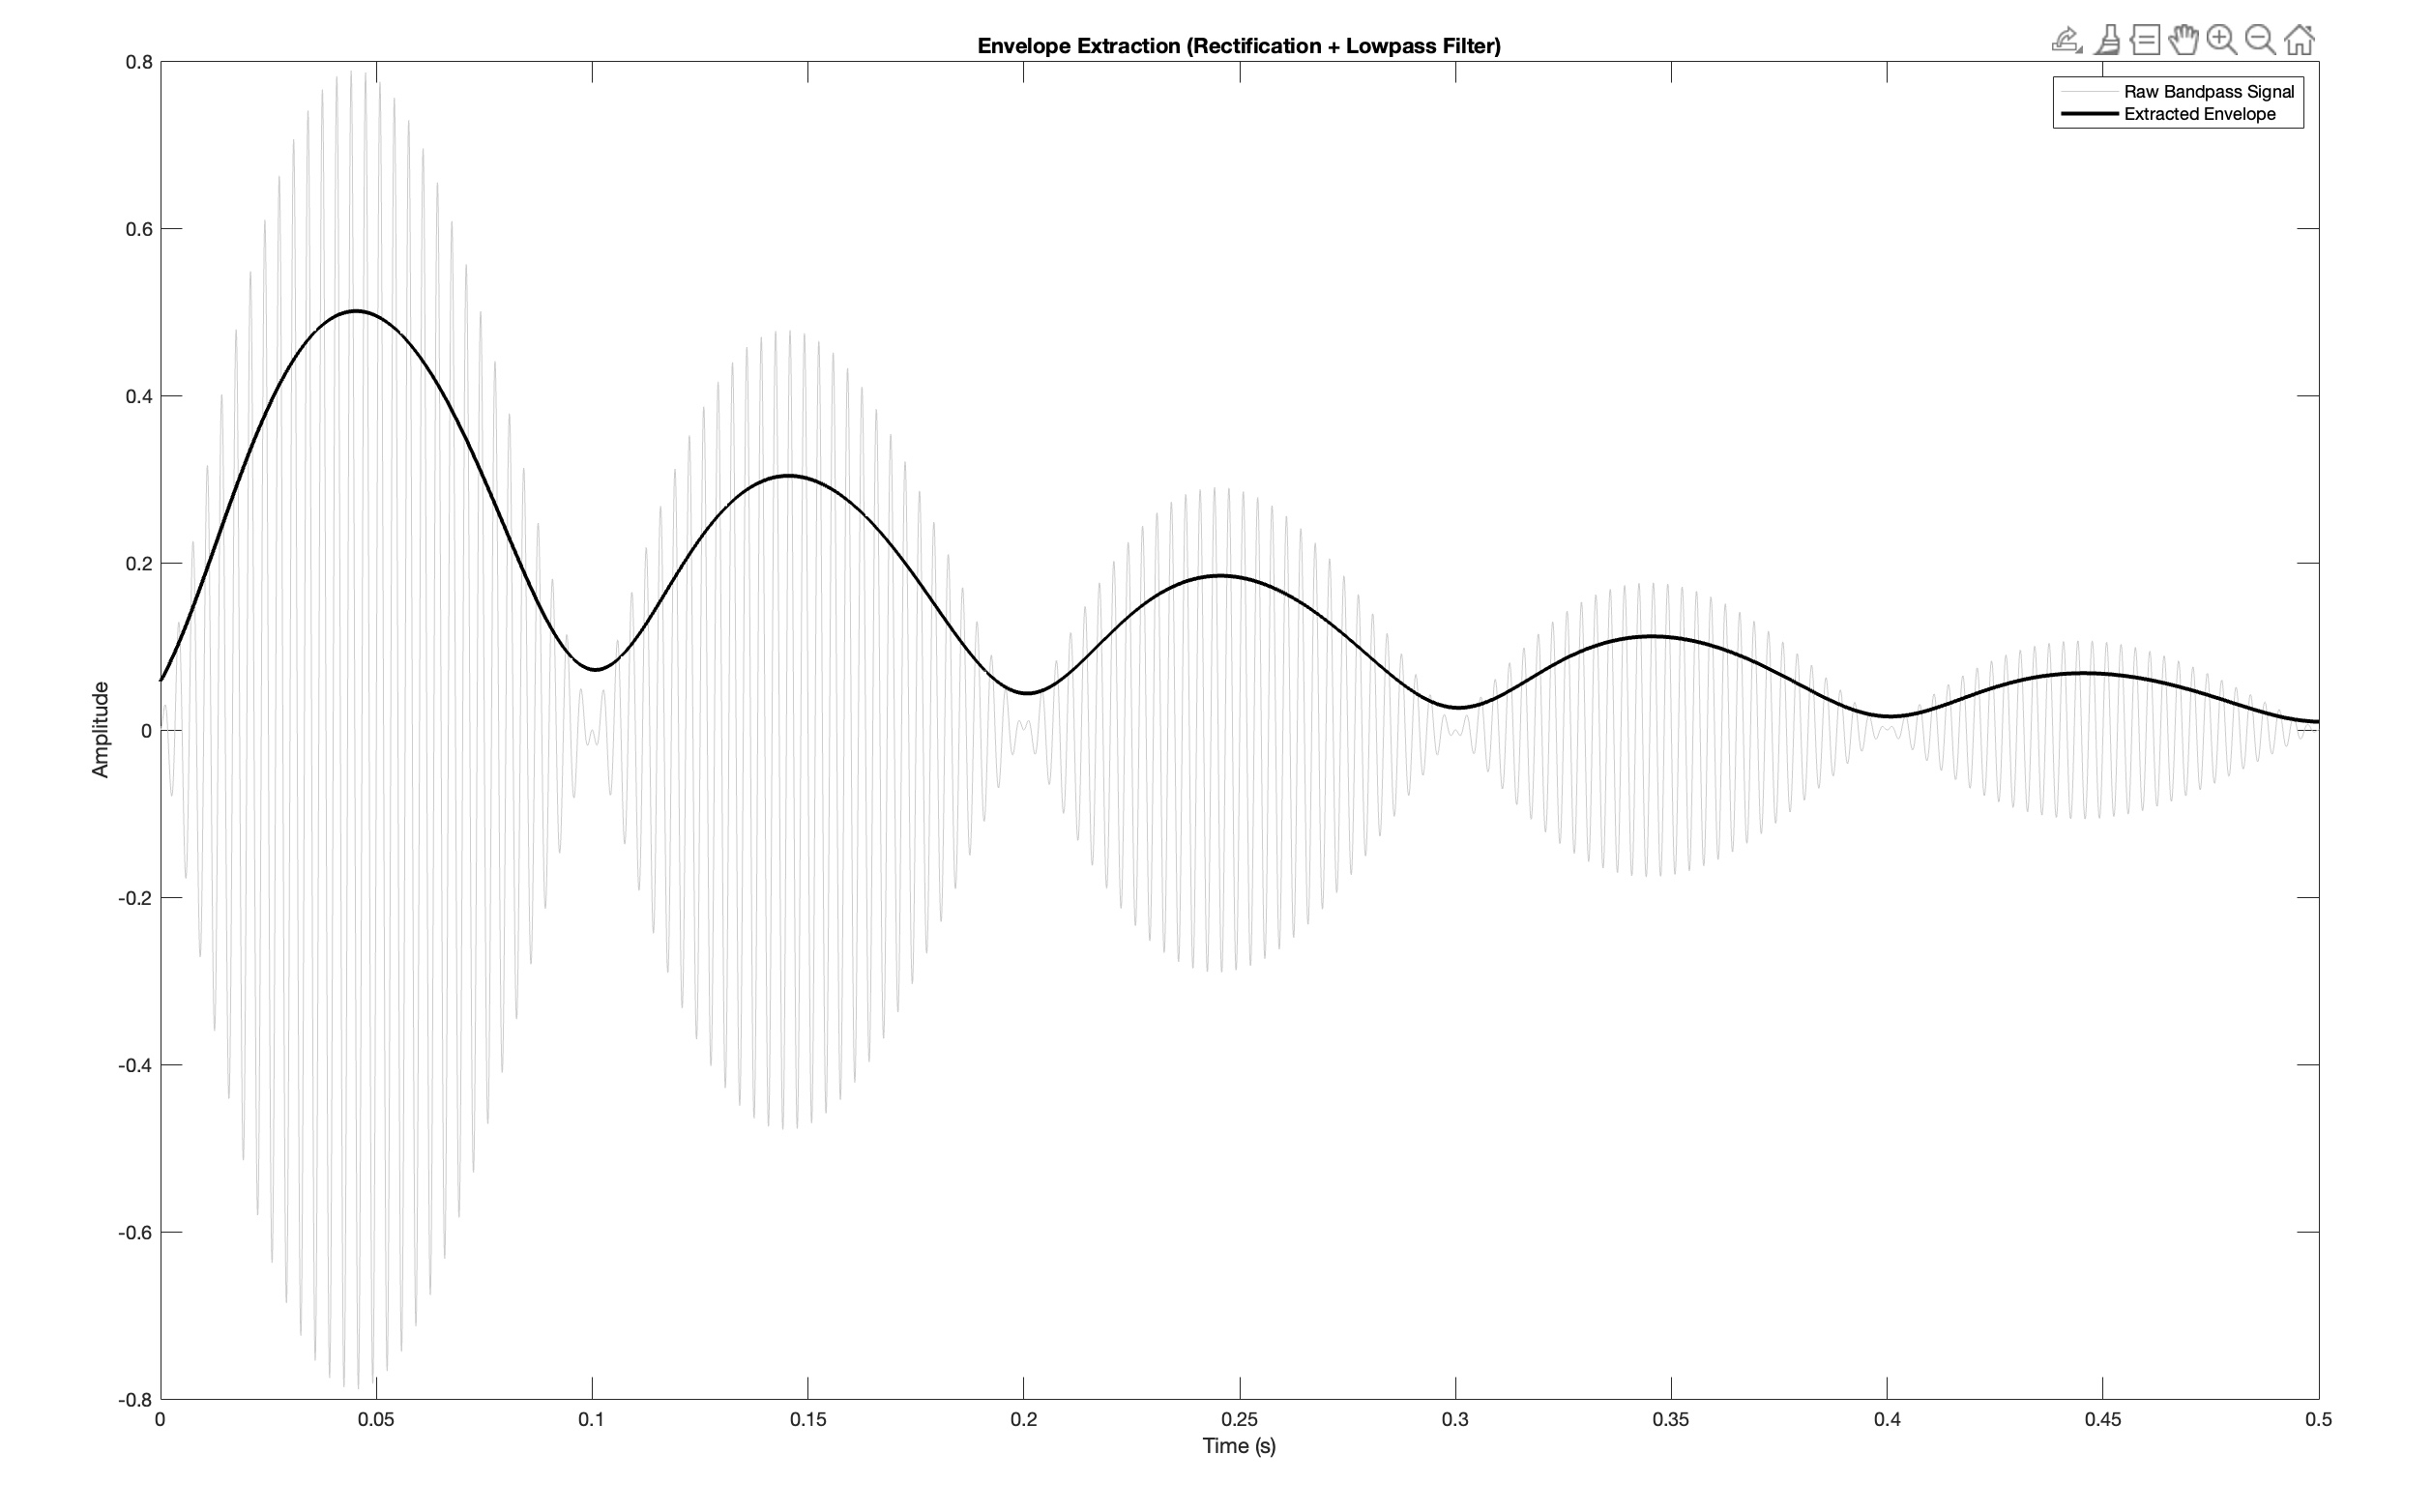 Envelope Extraction (Rectification + Lowpass Filter)
Raw Bandpass Signal
Extracted Envelope
0.8
0.6
0.4
0.2
0
-0.2
-0.4
-0.6
-0.8
Amplitude
0 0.05 0.1 0.15 0.2 0.25 0.3 0.35 0.4 0.45 0.5
Time (s)